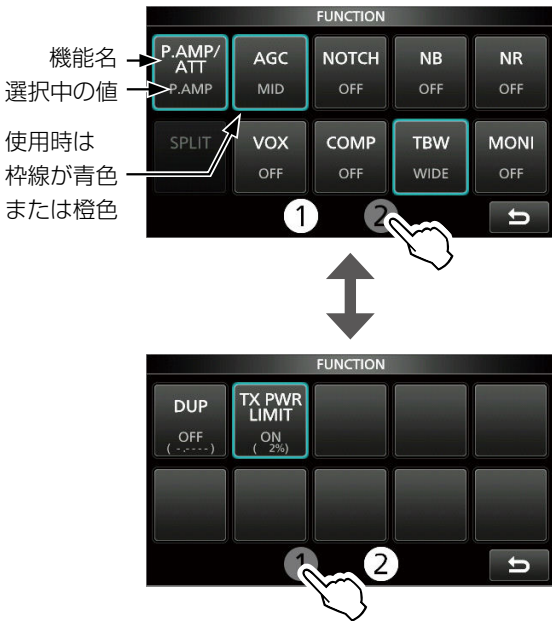 FUNCTION
機能名
選択中の値
使用時は
枠線が青色
または橙色
P.AMP/
ATT
P.AMP
AGC
MID
NOTCH
OFF
NB
OFF
NR
OFF
SPLIT
VOX
OFF
COMP
OFF
TBW
WIDE
MONI
OFF
1
2
FUNCTION
DUP
OFF
( -.----)
TX PWR
LIMIT
ON
( 2%)
1
2